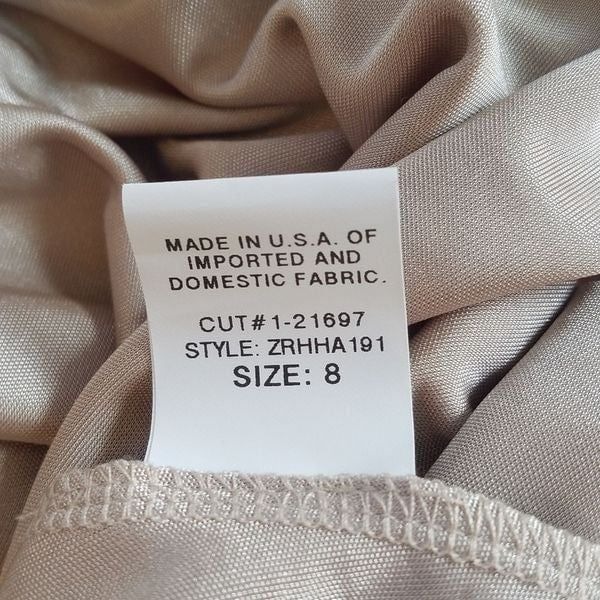 MADE IN U.S.A. OF
IMPORTED AND
DOMESTIC FABRIC.
CUT#1-21697
STYLE: ZRHHA191
SIZE: 8